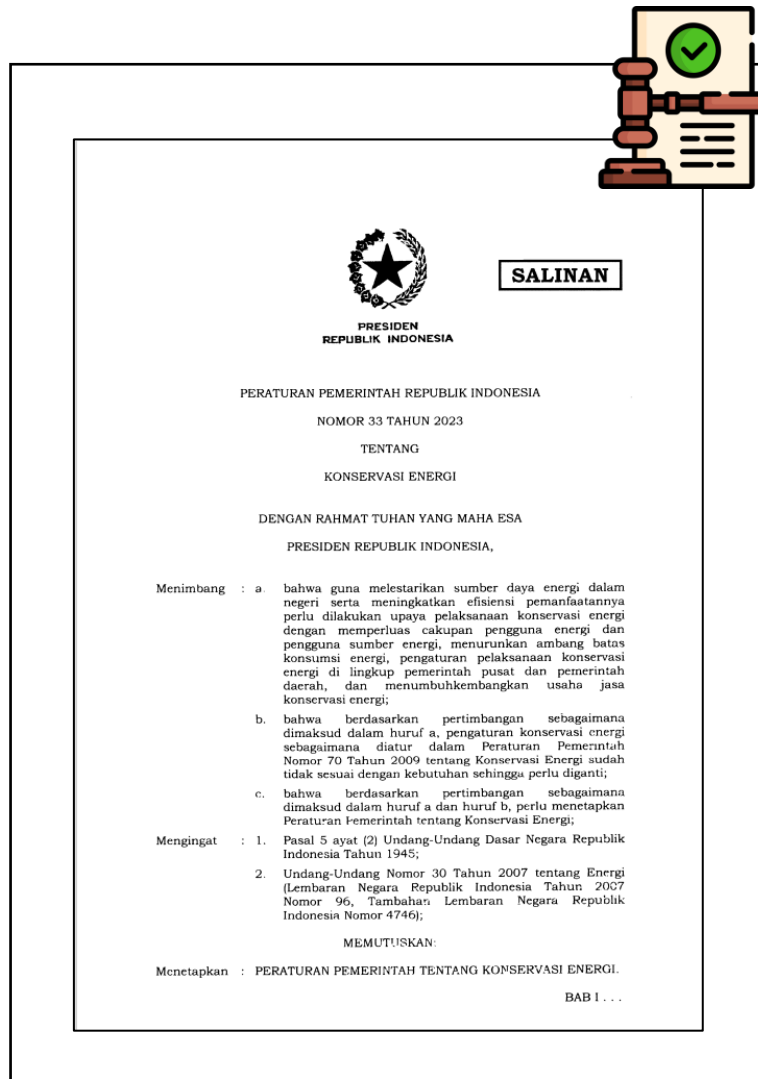 SALINAN
PRESIDEN
REPUBLIK INDONESIA
PERATURAN PEMERINTAH REPUBLIK INDONESIA
NOMOR 33 TAHUN 2023
TENTANG
KONSERVASI ENERGI
DENGAN RAHMAT TUHAN YANG MAHA ESA
PRESIDEN REPUBLIK INDONESIA,
Menimbang : a. bahwa guna melestarikan sumber daya energi dalam
negeri serta meningkatkan efisiensi pemanfaatannya
perlu dilakukan upaya pelaksanaan konservasi energi
dengan memperluas cakupan pengguna energi dan
pengguna sumber energi, menurunkan ambang batas
konsumsi energi, pengaturan pelaksanaan konservasi
energi di lingkup pemerintah pusat dan pemerintah
daerah, dan menumbuhkembangkan usaha jasa
konservasi energi;
b. bahwa berdasarkan pertimbangan sebagaimana
dimaksud dalam huruf a, pengaturan konservasi energi
sebagaimana diatur dalam Peraturan Pemerintah
Nomor 70 Tahun 2009 tentang Konservasi Energi sudah
tidak sesuai dengan kebutuhan sehingga perlu diganti;
c. bahwa berdasarkan pertimbangan sebagaimana
dimaksud dalam huruf a dan huruf b, perlu menetapkan
Peraturan Pemerintah tentang Konservasi Energi;
Mengingat : 1. Pasal 5 ayat (2) Undang-Undang Dasar Negara Republik
Indonesia Tahun 1945;
2. Undang-Undang Nomor 30 Tahun 2007 tentang Energi
(Lembaran Negara Republik Indonesia Tahun 2007
Nomor 96, Tambahan Lembaran Negara Republik
Indonesia Nomor 4746);
MEMUTUSKAN:
Menetapkan : PERATURAN PEMERINTAH TENTANG KONSERVASI ENERGI.
BAB I . . .